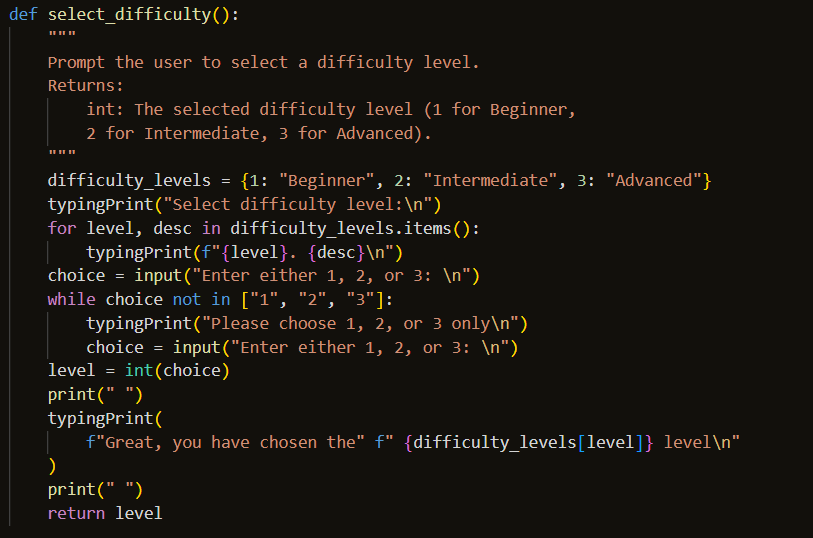 def select_difficulty():
    """
    Prompt the user to select a difficulty level.
    Returns:
        int: The selected difficulty level (1 for Beginner,
        2 for Intermediate, 3 for Advanced).
    """
    difficulty_levels = {1: "Beginner", 2: "Intermediate", 3: "Advanced"}
    typingPrint("Select difficulty level:\n")
    for level, desc in difficulty_levels.items():
        typingPrint(f"{level}. {desc}\n")
    choice = input("Enter either 1, 2, or 3: \n")
    while choice not in ["1", "2", "3"]:
        typingPrint("Please choose 1, 2, or 3 only\n")
        choice = input("Enter either 1, 2, or 3: \n")
    level = int(choice)
    print(" ")
    typingPrint(
        f"Great, you have chosen the" f" {difficulty_levels[level]} level\n"
    )
    print(" ")
    return level